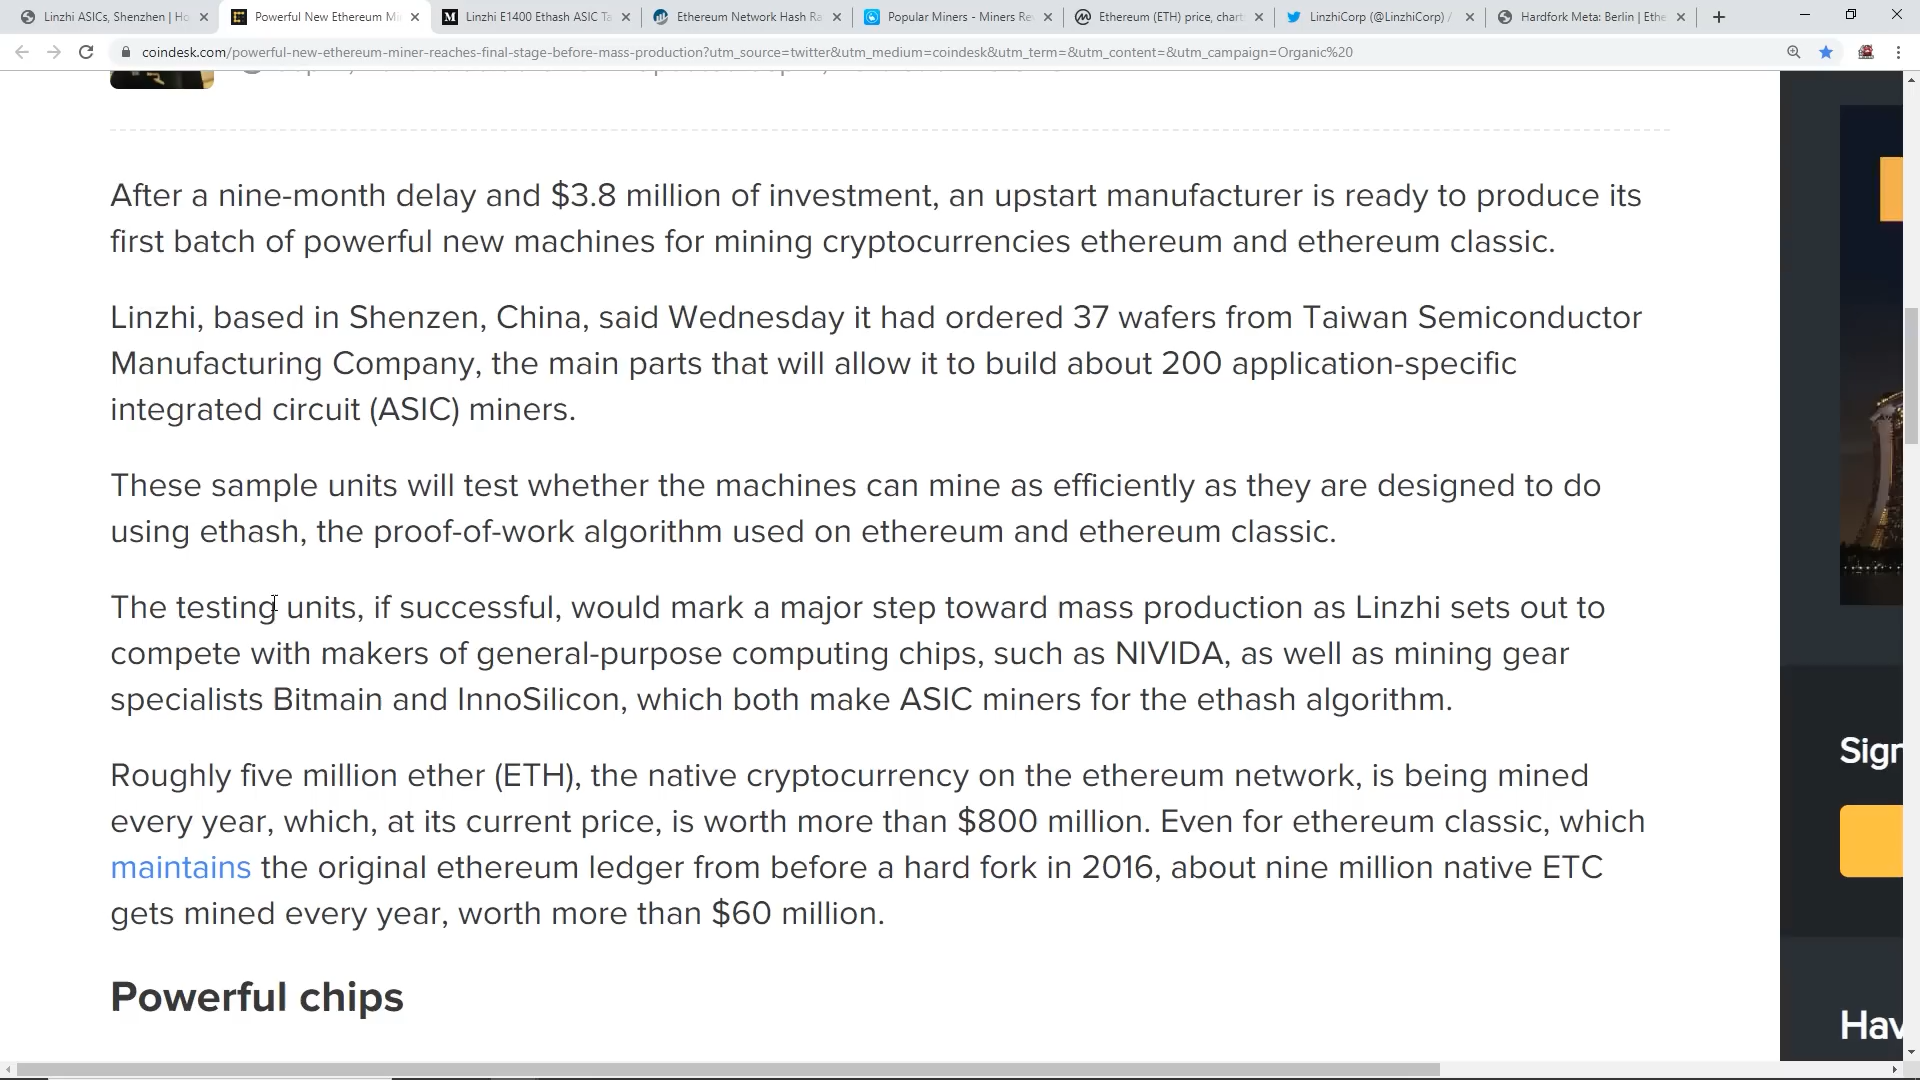 Linzhi ASICs, Shenzhen | Ho
Powerful New Ethereum Mi
Linzhi E1400 Ethash ASIC Ta
Ethereum Network Hash Ra
Popular Miners - Miners Re
Ethereum (ETH) price, chart
LinzhiCorp (@LinzhiCorp) /
Hardfork Meta: Berlin | Ethe
coindesk.com/powerful-new-ethereum-miner-reaches-final-stage-before-mass-production?utm_source=twitter&utm_medium=coindesk&utm_term=&utm_content=&utm_campaign=Organic%20
After a nine-month delay and $3.8 million of investment, an upstart manufacturer is ready to produce its
first batch of powerful new machines for mining cryptocurrencies ethereum and ethereum classic.
Linzhi, based in Shenzen, China, said Wednesday it had ordered 37 wafers from Taiwan Semiconductor
Manufacturing Company, the main parts that will allow it to build about 200 application-specific
integrated circuit (ASIC) miners.
These sample units will test whether the machines can mine as efficiently as they are designed to do
using ethash, the proof-of-work algorithm used on ethereum and ethereum classic.
The testing units, if successful, would mark a major step toward mass production as Linzhi sets out to
compete with makers of general-purpose computing chips, such as NIVIDA, as well as mining gear
specialists Bitmain and InnoSilicon, which both make ASIC miners for the ethash algorithm.
Roughly five million ether (ETH), the native cryptocurrency on the ethereum network, is being mined
every year, which, at its current price, is worth more than $800 million. Even for ethereum classic, which
maintains the original ethereum ledger from before a hard fork in 2016, about nine million native ETC
gets mined every year, worth more than $60 million.
Powerful chips
Sign
Hav